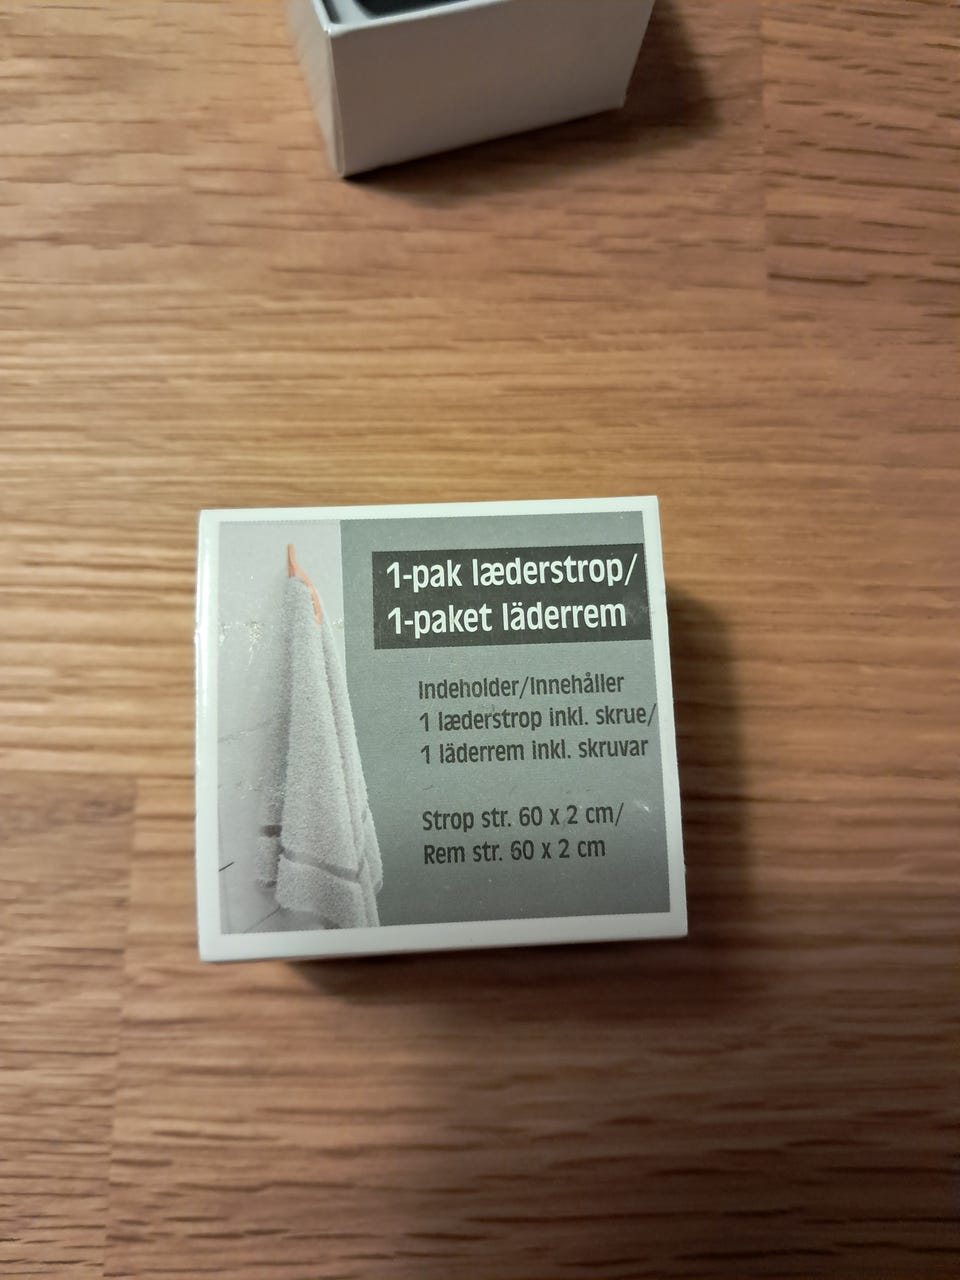 1-pak læderstrop/
1-paket läderrem
Indeholder/Innehåller
1 læderstrop inkl. skrue/
1 läderrem inkl. skruvar
Strop str. 60 x 2 cm/
Rem str. 60 x 2 cm